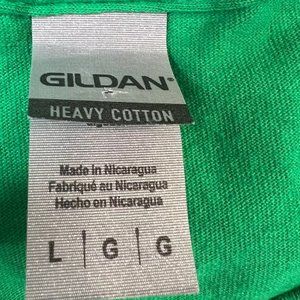 GILDAN®
HEAVY COTTON
Made in Nicaragua
Fabriqué au Nicaragua
Hecho en Nicaragua
L | G | G